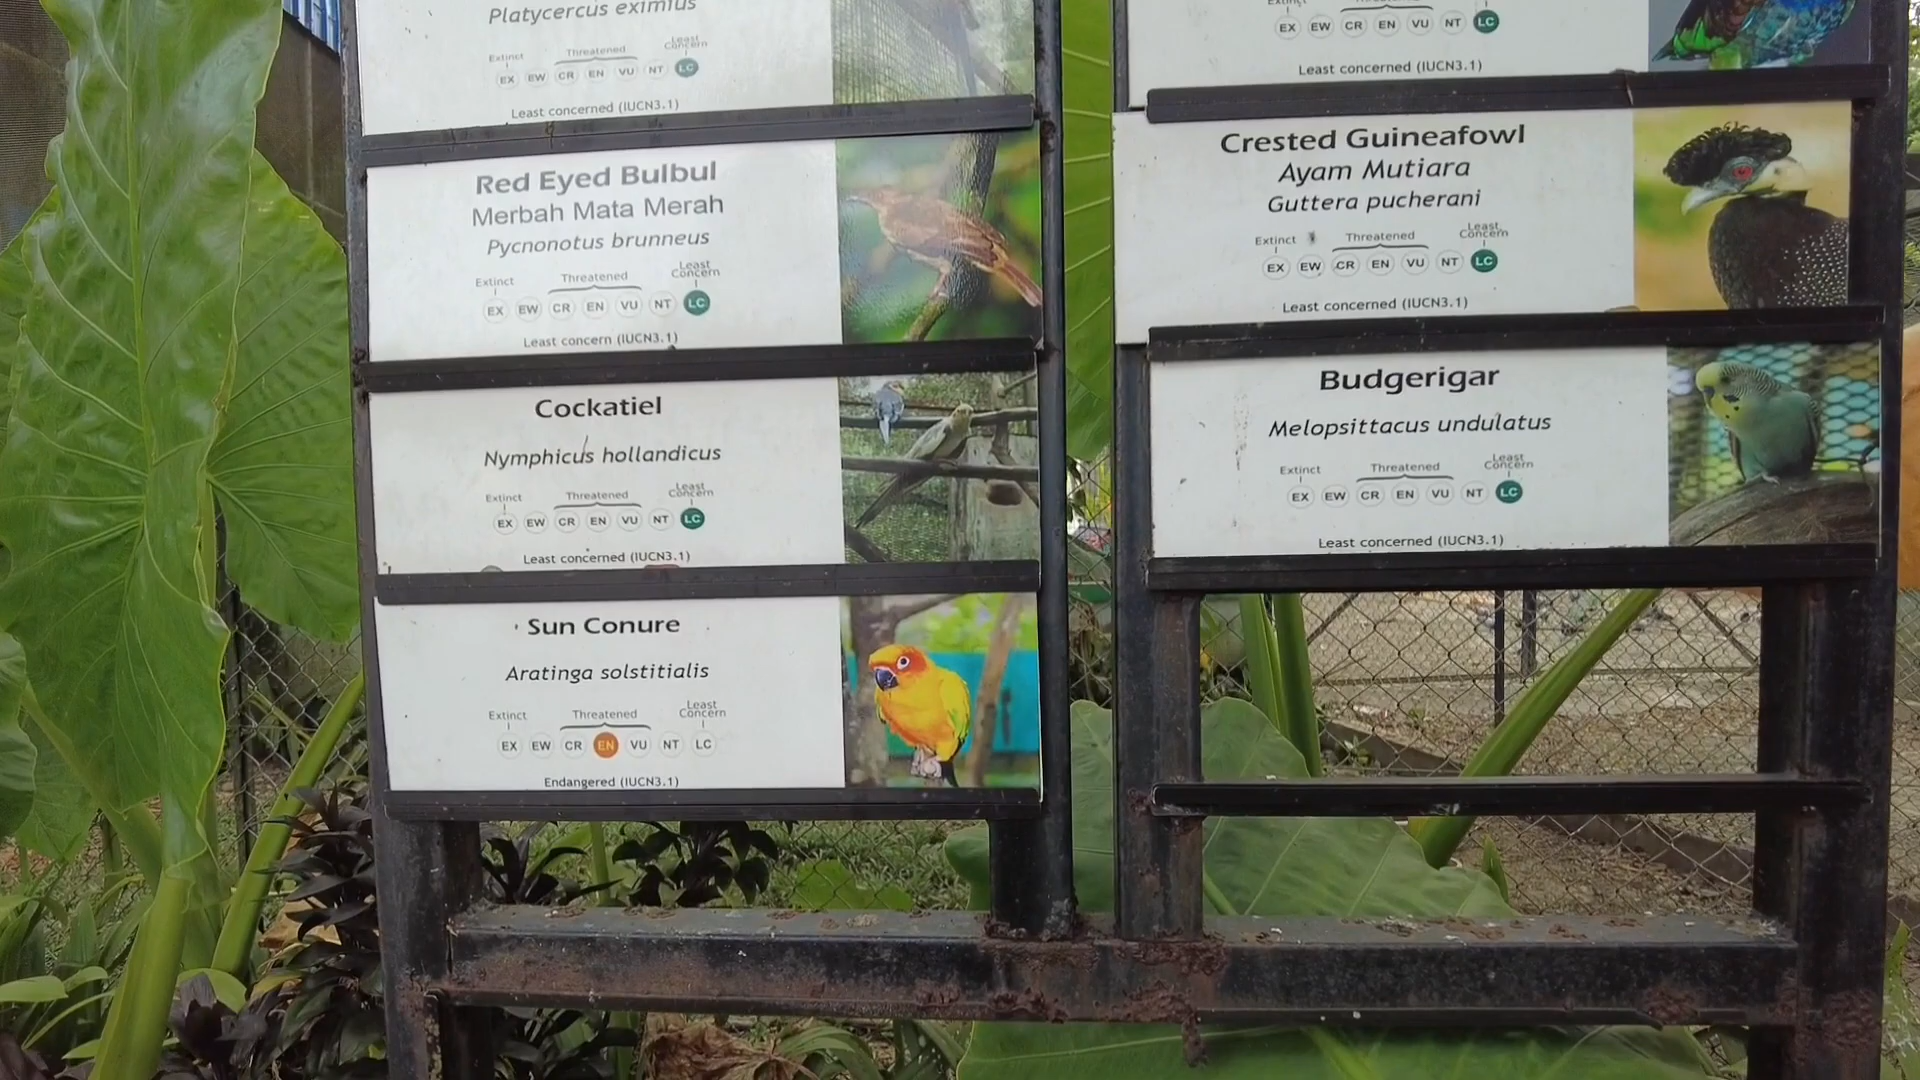 Platycercus eximius
Extinct Threatened Least Concern
EX EW CR EN VU NT LC
Least concerned (IUCN3.1)
Red Eyed Bulbul
Merbah Mata Merah
Pycnonotus brunneus
Extinct Threatened Least Concern
EX EW CR EN VU NT LC
Least concern (IUCN3.1)
Cockatiel
Nymphicus hollandicus
Extinct Threatened Least Concern
EX EW CR EN VU NT LC
Least concerned (IUCN3.1)
Sun Conure
Aratinga solstitialis
Extinct Threatened Least Concern
EX EW CR EN VU NT LC
Endangered (IUCN3.1)
EX EW CR EN VU NT LC
Least concerned (IUCN3.1)
Crested Guineafowl
Ayam Mutiara
Guttera pucherani
Extinct Threatened Least Concern
EX EW CR EN VU NT LC
Least concerned (IUCN3.1)
Budgerigar
Melopsittacus undulatus
Extinct Threatened Least Concern
EX EW CR EN VU NT LC
Least concerned (IUCN3.1)